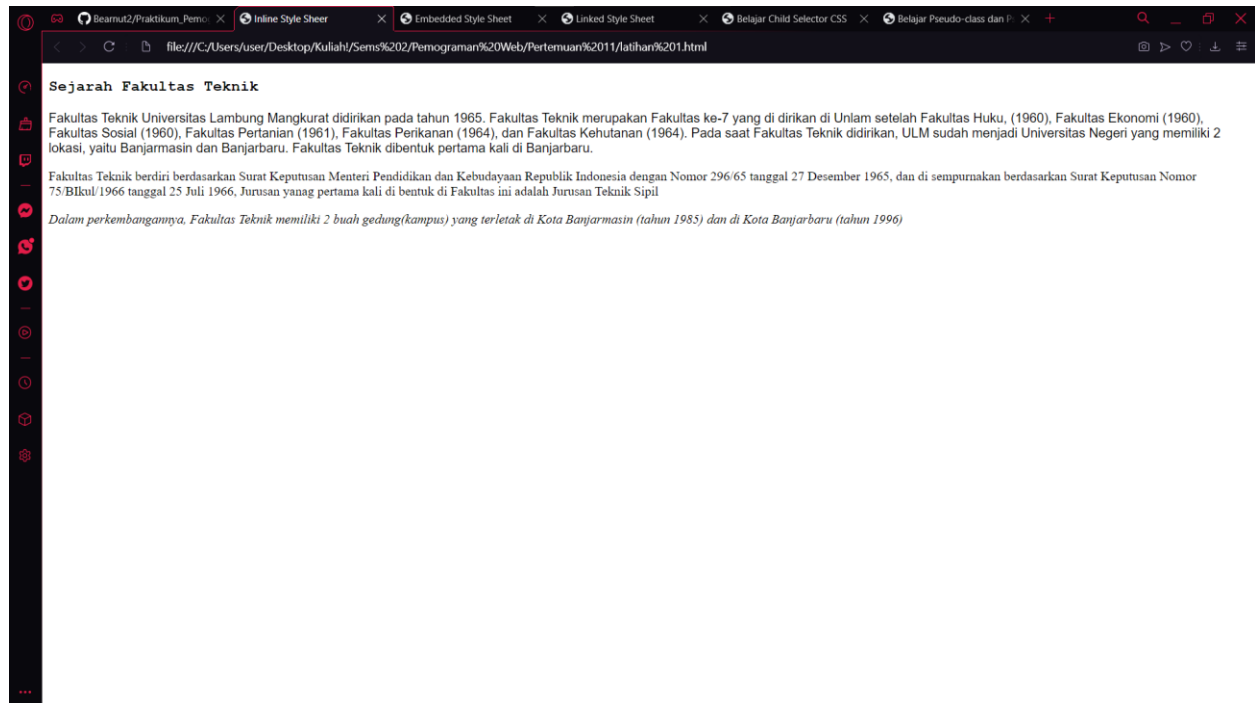 Bearnut2/Praktikum_Pemo
Inline Style Sheer
Embedded Style Sheet
Linked Style Sheet
Belajar Child Selector CSS
Belajar Pseudo-class dan P
file:///C:/Users/user/Desktop/Kuliah!/Sems%202/Pemograman%20Web/Pertemuan%2011/latihan%201.html
Sejarah Fakultas Teknik
Fakultas Teknik Universitas Lambung Mangkurat didirikan pada tahun 1965. Fakultas Teknik merupakan Fakultas ke-7 yang di dirikan di Unlam setelah Fakultas Huku, (1960), Fakultas Ekonomi (1960),
Fakultas Sosial (1960), Fakultas Pertanian (1961), Fakultas Perikanan (1964), dan Fakultas Kehutanan (1964). Pada saat Fakultas Teknik didirikan, ULM sudah menjadi Universitas Negeri yang memiliki 2
lokasi, yaitu Banjarmasin dan Banjarbaru. Fakultas Teknik dibentuk pertama kali di Banjarbaru.
Fakultas Teknik berdiri berdasarkan Surat Keputusan Menteri Pendidikan dan Kebudayaan Republik Indonesia dengan Nomor 296/65 tanggal 27 Desember 1965, dan di sempurnakan berdasarkan Surat Keputusan Nomor
75/BIkul/1966 tanggal 25 Juli 1966, Jurusan yanag pertama kali di bentuk di Fakultas ini adalah Jurusan Teknik Sipil
Dalam perkembangannya, Fakultas Teknik memiliki 2 buah gedung(kampus) yang terletak di Kota Banjarmasin (tahun 1985) dan di Kota Banjarbaru (tahun 1996)